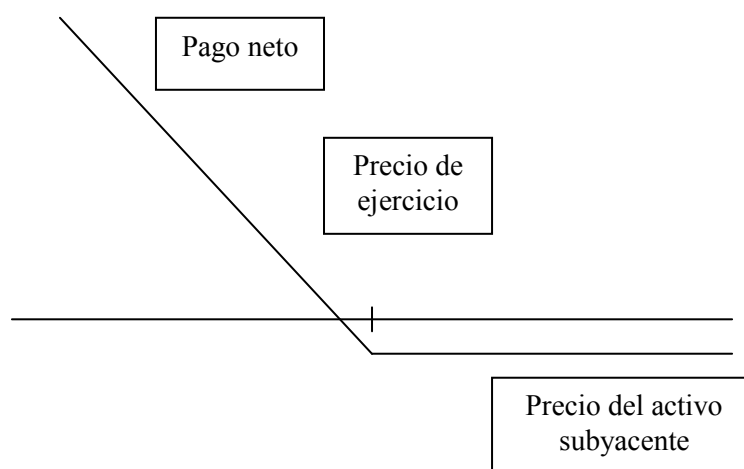 Pago neto
Precio de
ejercicio
Precio del activo
subyacente